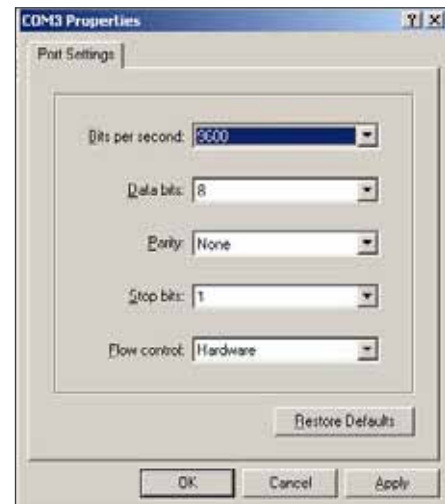 COM3 Properties
Port Settings
Bits per second: 9600
Data bits: 8
Parity: None
Stop bits: 1
Flow control: Hardware
Restore Defaults
OK
Cancel
Apply